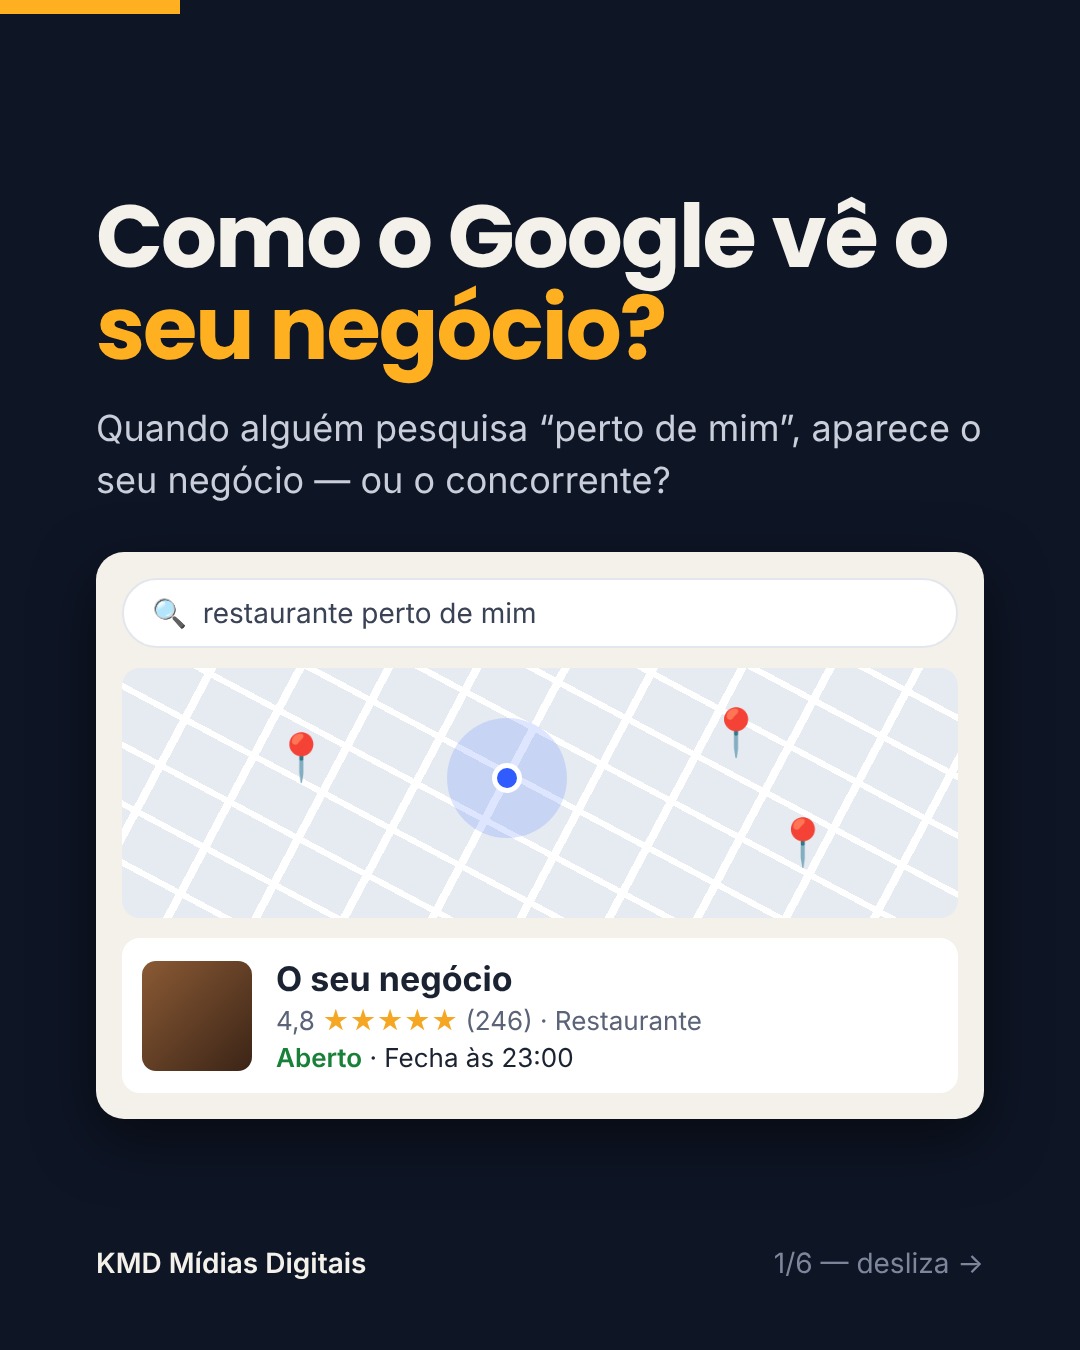 Como o Google vê o
seu negócio?
Quando alguém pesquisa “perto de mim”, aparece o
seu negócio — ou o concorrente?
restaurante perto de mim
O seu negócio
4,8 ★★★★★ (246) · Restaurante
Aberto · Fecha às 23:00
KMD Mídias Digitais
1/6 — desliza →